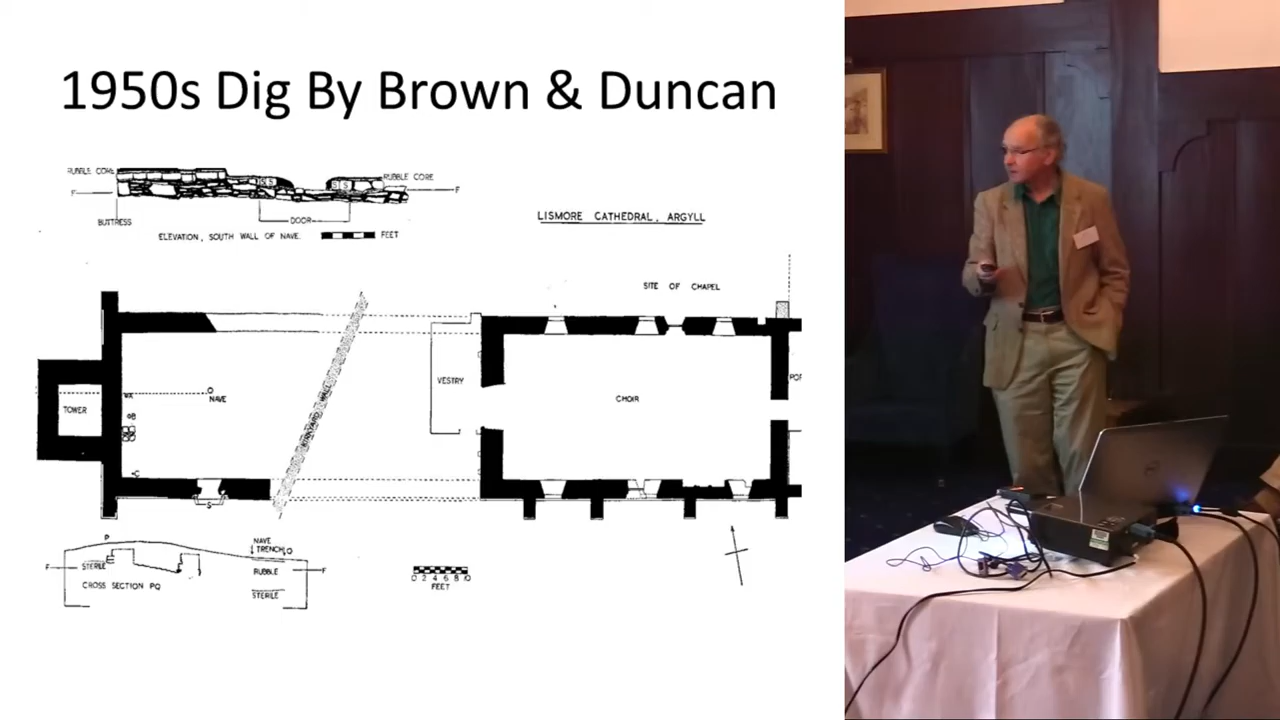 1950s Dig By Brown & Duncan
RUBBLE CORE
RUBBLE CORE
F
F
BUTTRESS
DOOR
ELEVATION, SOUTH WALL OF NAVE.
FEET
LISMORE CATHEDRAL, ARGYLL
SITE OF CHAPEL
TOWER
NAVE
VESTRY
CHOIR
S
P
NAVE
TRENCH
F
STERILE
RUBBLE
F
CROSS SECTION PQ
STERILE
0 2 4 6 8 10
FEET